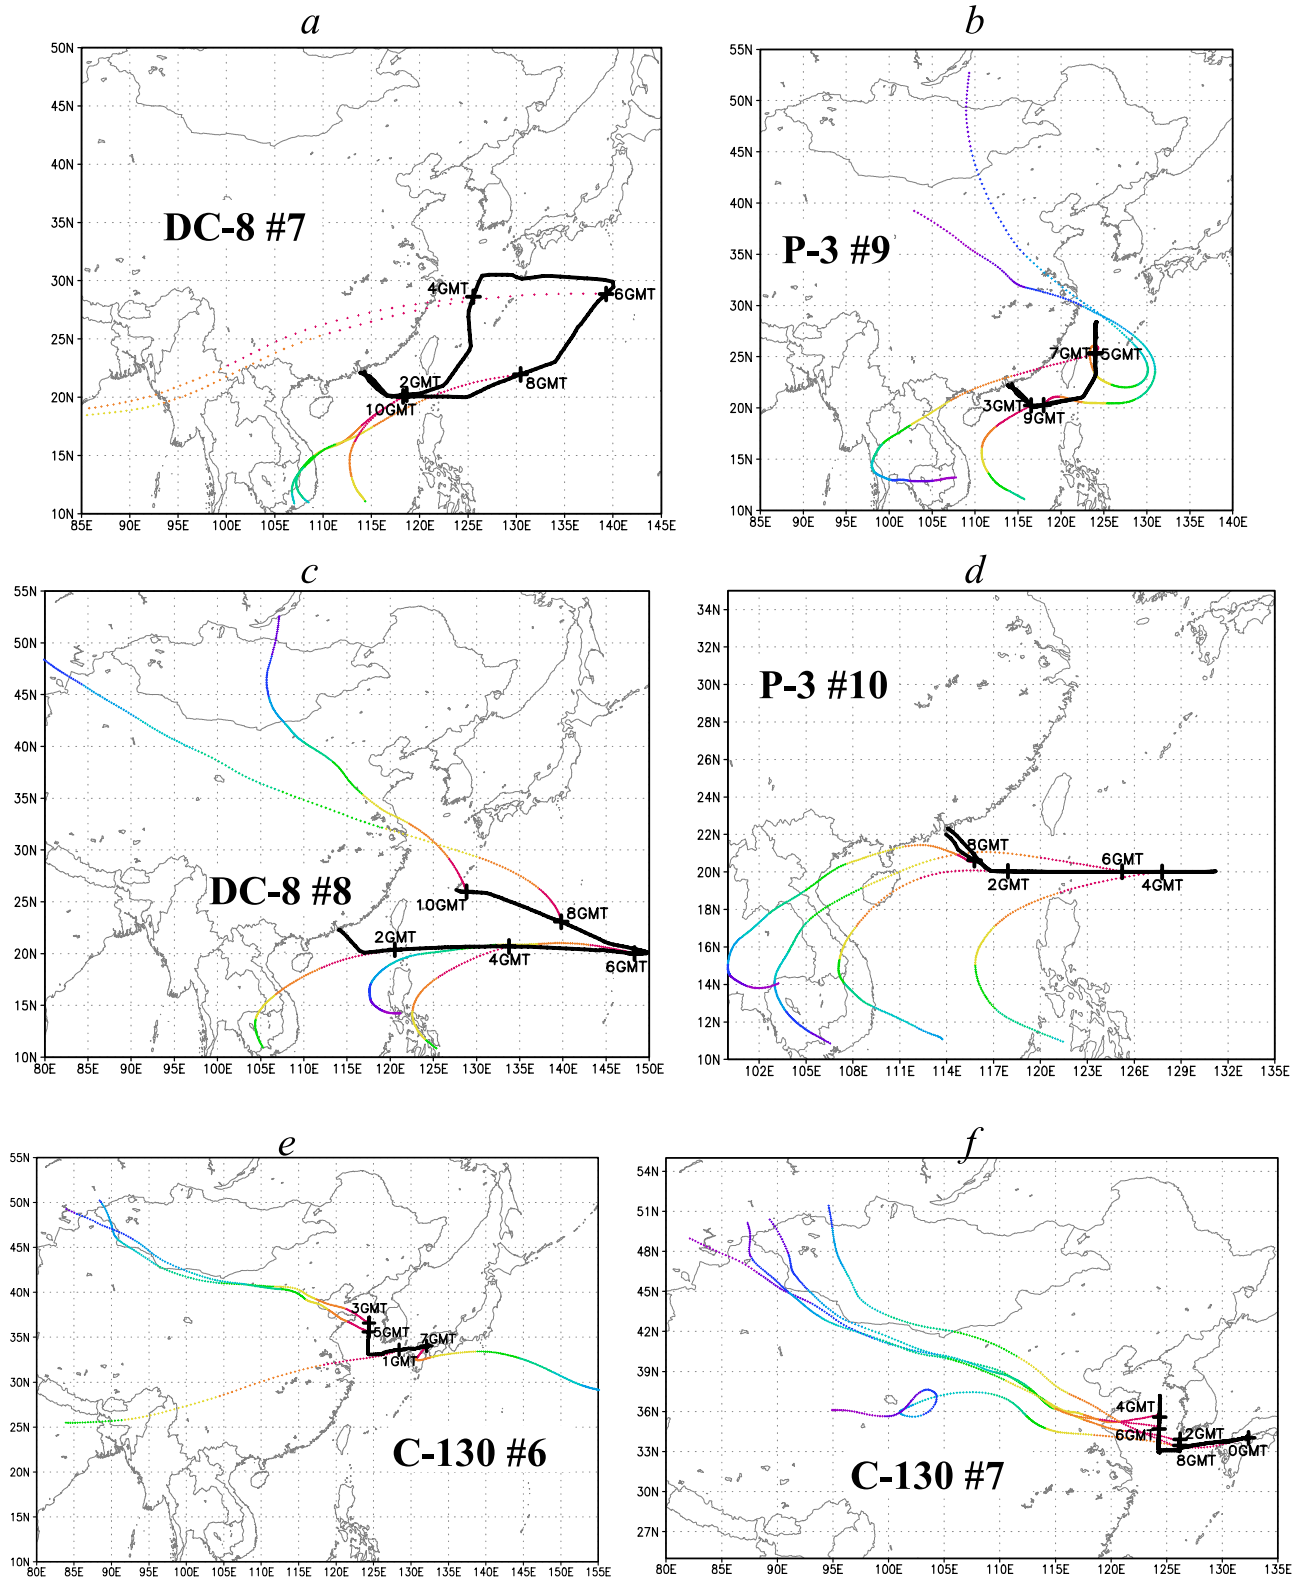 a
50N
45N
40N
35N
30N
25N
20N
15N
10N
85E 90E 95E 100E 105E 110E 115E 120E 125E 130E 135E 140E 145E
DC-8 #7
4GMT
6GMT
2GMT
8GMT
10GMT
b
55N
50N
45N
40N
35N
30N
25N
20N
15N
10N
85E 90E 95E 100E 105E 110E 115E 120E 125E 130E 135E 140E
P-3 #9
7GMT
5GMT
3GMT
9GMT
c
55N
50N
45N
40N
35N
30N
25N
20N
15N
10N
80E 85E 90E 95E 100E 105E 110E 115E 120E 125E 130E 135E 140E 145E 150E
DC-8 #8
10GMT
8GMT
2GMT
4GMT
6GMT
d
34N
32N
30N
28N
26N
24N
22N
20N
18N
16N
14N
12N
10N
102E 105E 108E 111E 114E 117E 120E 123E 126E 129E 132E 135E
P-3 #10
8GMT
2GMT
6GMT
4GMT
e
55N
50N
45N
40N
35N
30N
25N
20N
15N
10N
80E 85E 90E 95E 100E 105E 110E 115E 120E 125E 130E 135E 140E 145E 150E 155E
3GMT
5GMT
7GMT
1GMT
C-130 #6
f
54N
51N
48N
45N
42N
39N
36N
33N
30N
27N
80E 85E 90E 95E 100E 105E 110E 115E 120E 125E 130E 135E
4GMT
6GMT
2GMT
0GMT
8GMT
C-130 #7